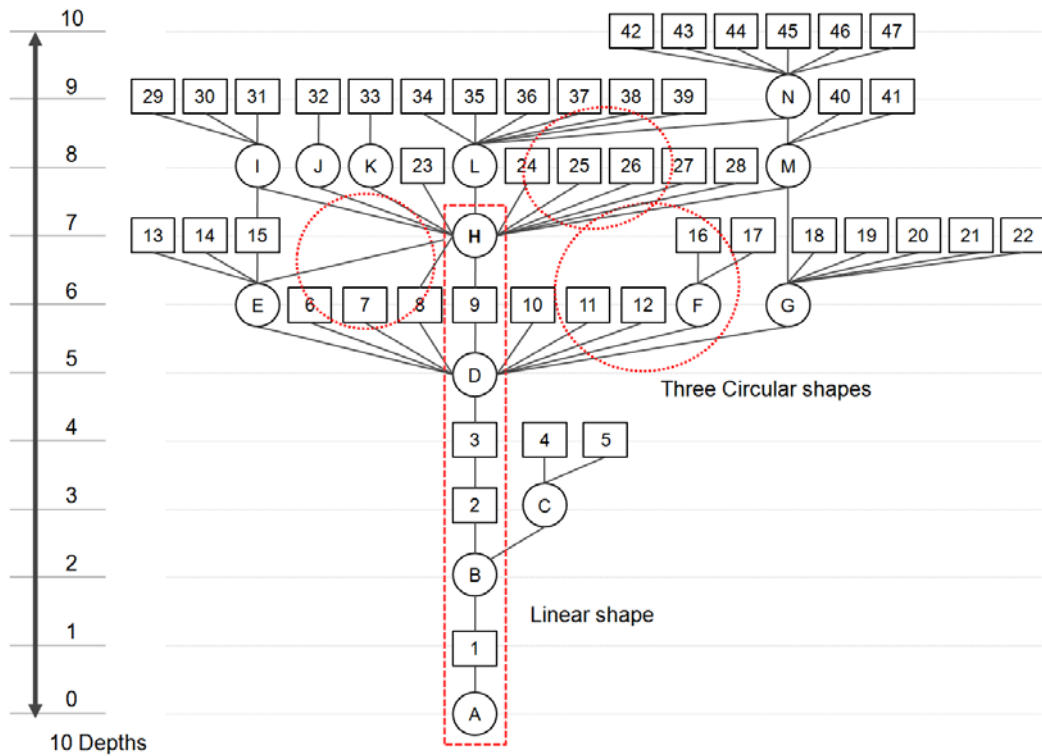 10
42 43 44 45 46 47
9
29 30 31 32 33 34 35 36 37 38 39 N 40 41
8
I J K 23 L 24 25 26 27 28 M
7
13 14 15 H 16 17 18 19 20 21 22
6
E 6 7 8 9 10 11 12 F G
5
D
Three Circular shapes
4
3 4 5
3
2 C
2
B
Linear shape
1
1
0
A
10 Depths